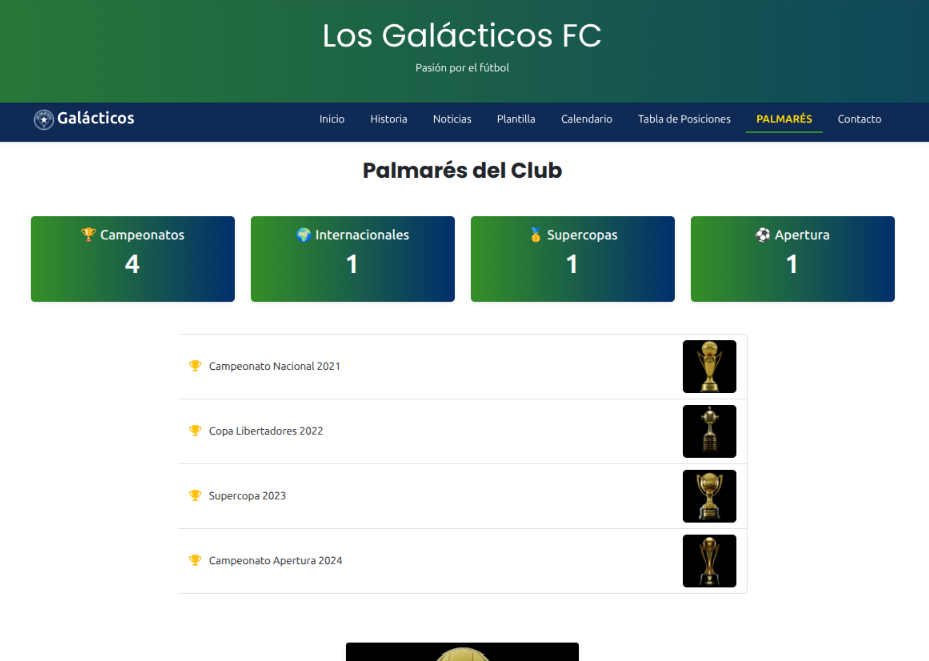 Los Galácticos FC
Pasión por el fútbol
Galácticos
Inicio Historia Noticias Plantilla Calendario Tabla de Posiciones PALMARÉS Contacto
Palmarés del Club
🏆 Campeonatos
4
🌍 Internacionales
1
🏅 Supercopas
1
⚽ Apertura
1
Campeonato Nacional 2021
Copa Libertadores 2022
Supercopa 2023
Campeonato Apertura 2024